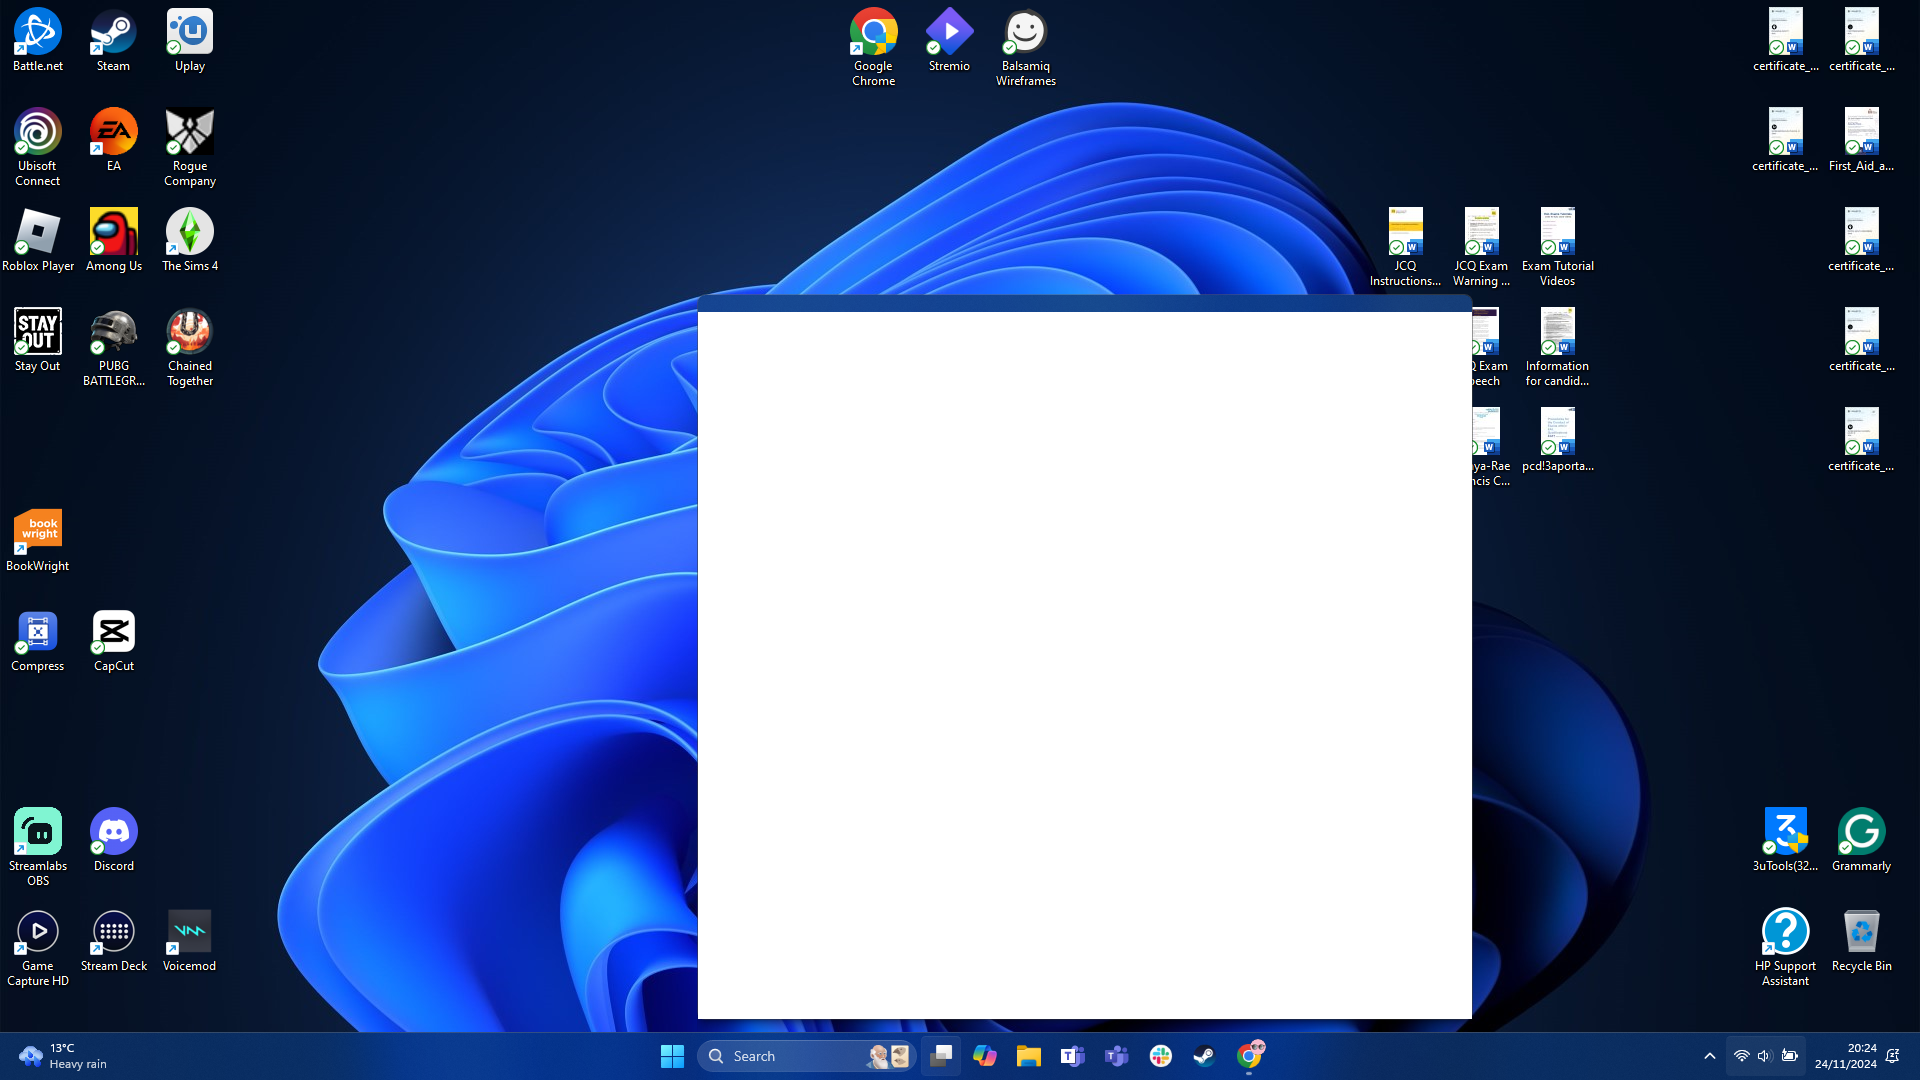 Battle.net
Steam
Uplay
Google
Chrome
Stremio
Balsamiq
Wireframes
certificate_...
certificate_...
Ubisoft
Connect
EA
EA
Rogue
Company
certificate_...
First_Aid_a...
Roblox Player
Among Us
The Sims 4
JCQ
Instructions...
JCQ Exam
Warning ...
Exam Tutorial
Videos
certificate_...
STAY
OUT
Stay Out
PUBG
BATTLEGR...
Chained
Together
Exam
Information
for candid...
certificate_...
pcd!3aporta...
certificate_...
book
wright
BookWright
Compress
CapCut
Streamlabs
OBS
Discord
3uTools(32...
Grammarly
Game
Capture HD
Stream Deck
Voicemod
HP Support
Assistant
Recycle Bin
13°C
Heavy rain
Search
20:24
24/11/2024